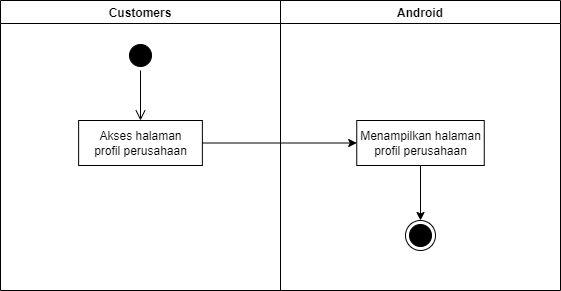 Customers
Android
Akses halaman
profil perusahaan
Menampilkan halaman
profil perusahaan